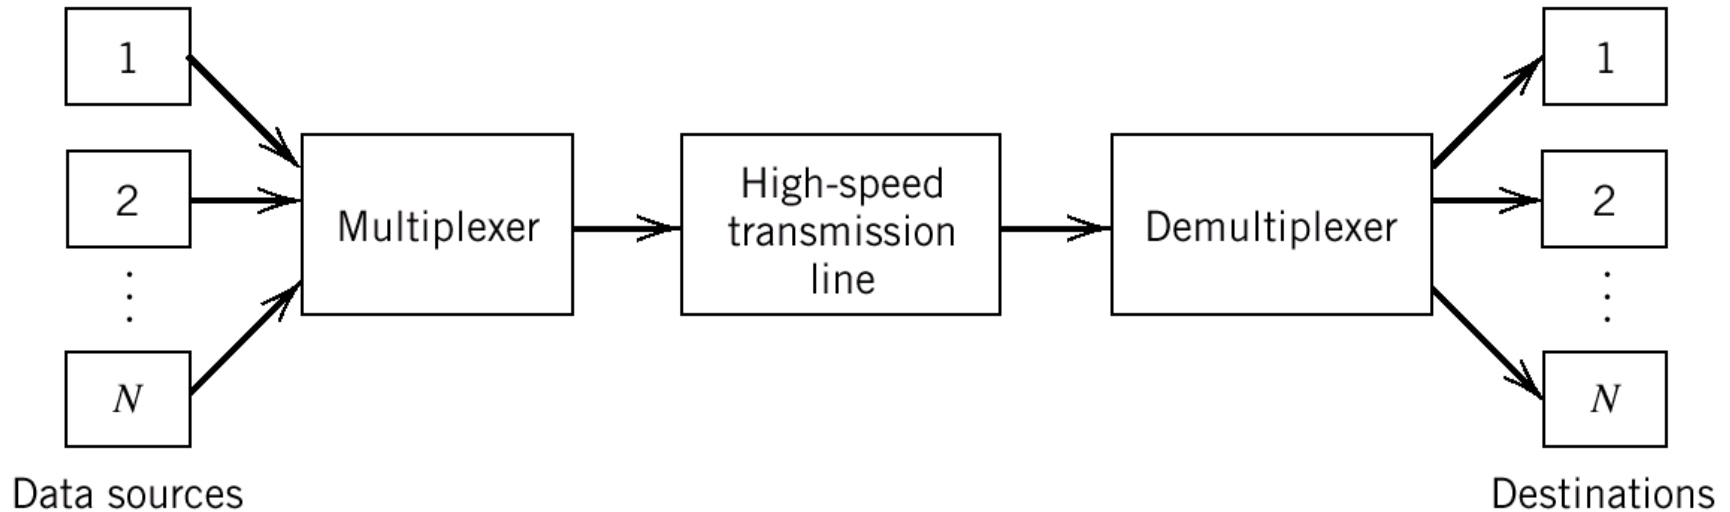 1
1
2
2
Multiplexer
High-speed
transmission
line
Demultiplexer
N
N
Data sources
Destinations